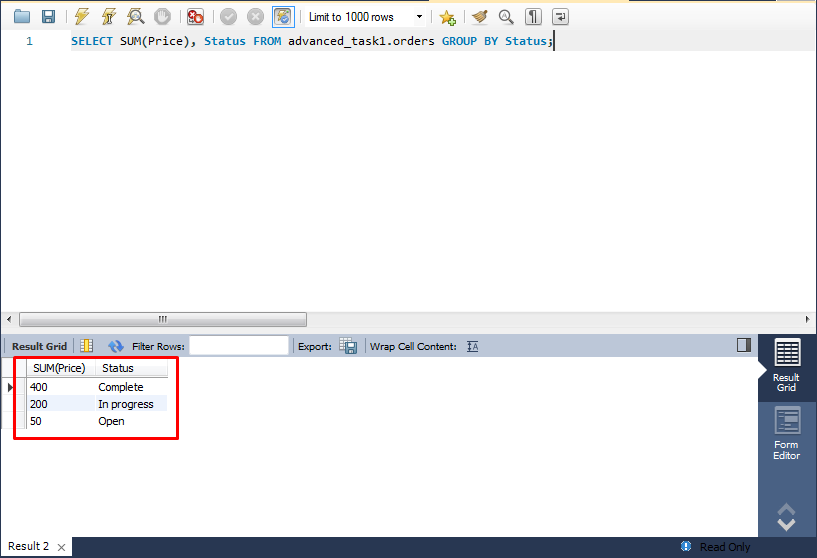 Limit to 1000 rows
1 SELECT SUM(Price), Status FROM advanced_task1.orders GROUP BY Status;
Result Grid Filter Rows: Export: Wrap Cell Content:
SUM(Price) Status
400 Complete
200 In progress
50 Open
Result
Grid
Form
Editor
Result 2 Read Only